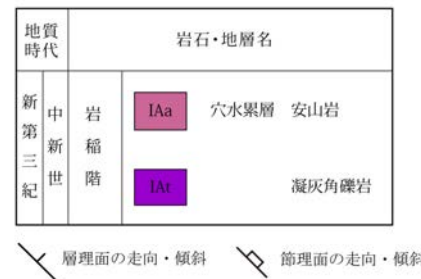 地質時代
岩石・地層名
新第三紀
中新世
岩稲階
IAa 穴水累層 安山岩
IAt 凝灰角礫岩
層理面の走向・傾斜 節理面の走向・傾斜